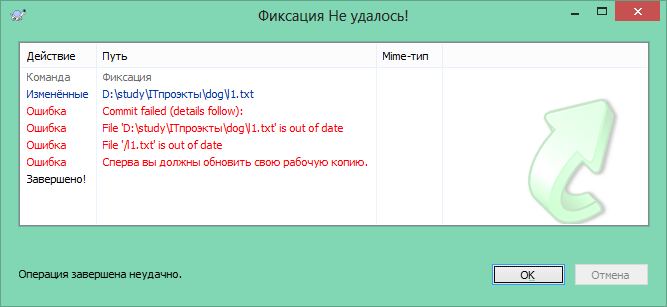 Фиксация Не удалось!
Действие Путь Mime-тип
Команда Фиксация
Изменённые D:\study\ITпроэкты\dog\l1.txt
Ошибка Commit failed (details follow):
Ошибка File 'D:\study\ITпроэкты\dog\l1.txt' is out of date
Ошибка File '/l1.txt' is out of date
Ошибка Сперва вы должны обновить свою рабочую копию.
Завершено!
Операция завершена неудачно.
OK Отмена